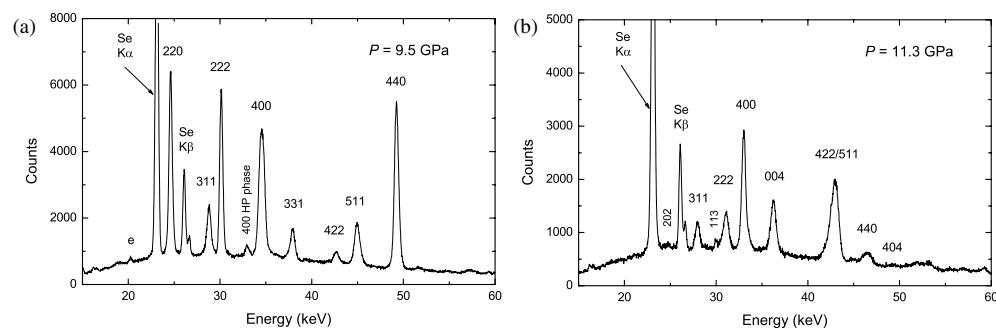 (a)
8000
6000
4000
2000
0
Counts
20
30
40
50
60
Energy (keV)
P = 9.5 GPa
Se
Kα
220
Se
Kβ
311
222
400 HP phase
400
331
422
511
440
e
(b)
5000
4000
3000
2000
1000
0
Counts
20
30
40
50
60
Energy (keV)
P = 11.3 GPa
Se
Kα
202
Se
Kβ
311
113
222
400
004
422/511
440
404